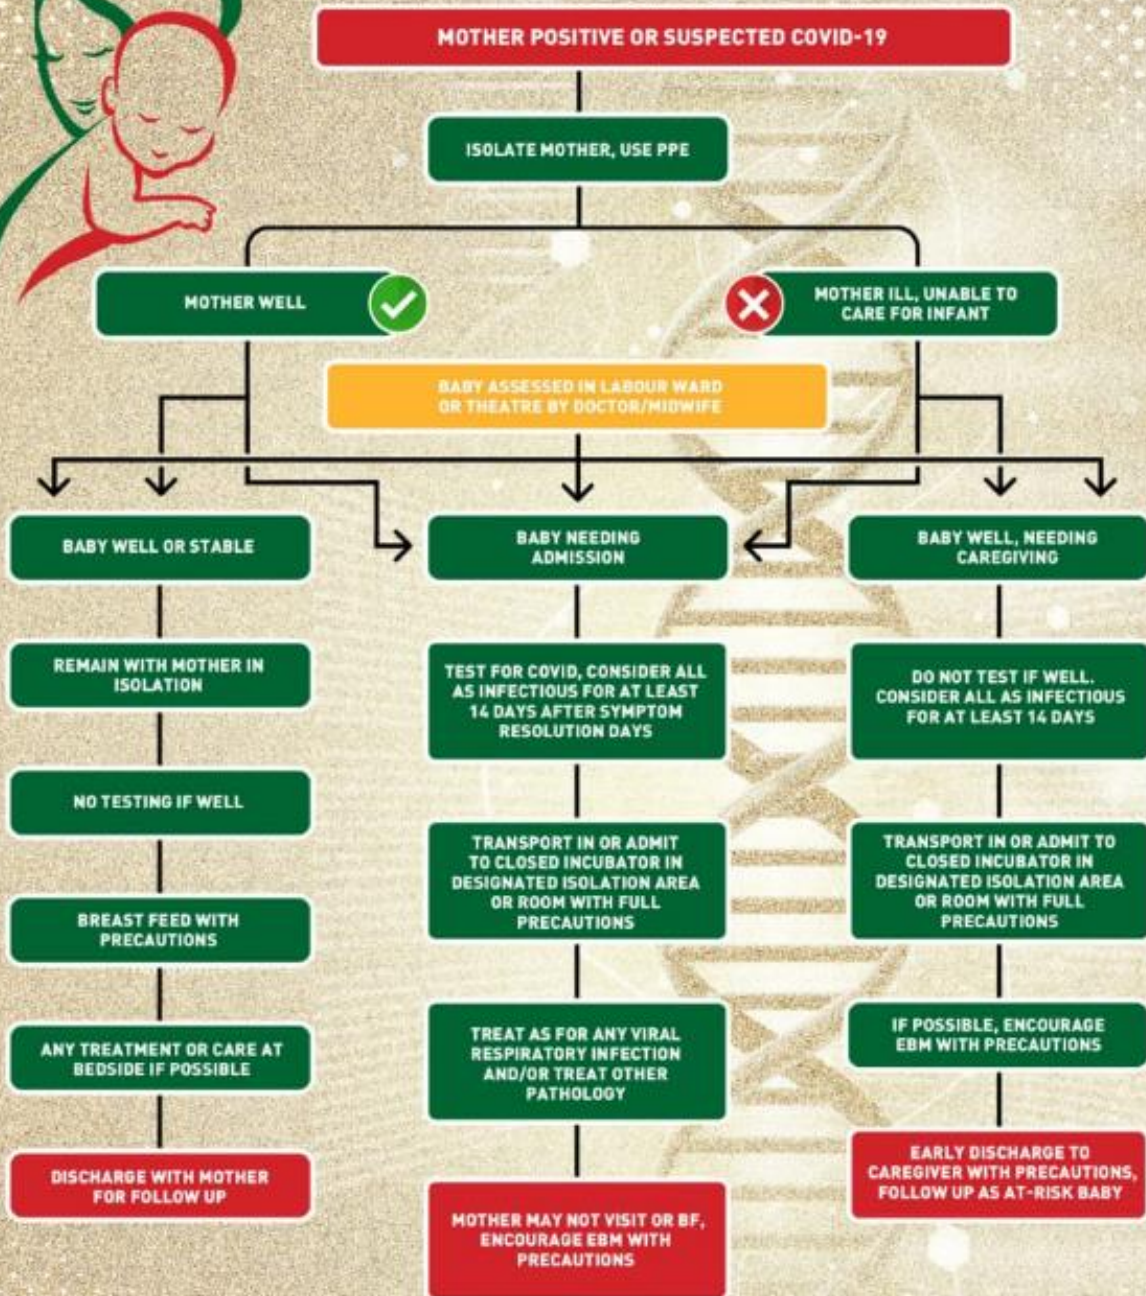 MOTHER POSITIVE OR SUSPECTED COVID-19
ISOLATE MOTHER, USE PPE
MOTHER WELL
MOTHER ILL, UNABLE TO
CARE FOR INFANT
BABY ASSESSED IN LABOUR WARD
OR THEATRE BY DOCTOR/MIDWIFE
BABY WELL OR STABLE
REMAIN WITH MOTHER IN
ISOLATION
NO TESTING IF WELL
BREAST FEED WITH
PRECAUTIONS
ANY TREATMENT OR CARE AT
BEDSIDE IF POSSIBLE
DISCHARGE WITH MOTHER
FOR FOLLOW UP
BABY NEEDING
ADMISSION
TEST FOR COVID, CONSIDER ALL
AS INFECTIOUS FOR AT LEAST
14 DAYS AFTER SYMPTOM
RESOLUTION DAYS
TRANSPORT IN OR ADMIT
TO CLOSED INCUBATOR IN
DESIGNATED ISOLATION AREA
OR ROOM WITH FULL
PRECAUTIONS
TREAT AS FOR ANY VIRAL
RESPIRATORY INFECTION
AND/OR TREAT OTHER
PATHOLOGY
MOTHER MAY NOT VISIT OR BF,
ENCOURAGE EBM WITH
PRECAUTIONS
BABY WELL, NEEDING
CAREGIVING
DO NOT TEST IF WELL.
CONSIDER ALL AS INFECTIOUS
FOR AT LEAST 14 DAYS
TRANSPORT IN OR ADMIT TO
CLOSED INCUBATOR IN
DESIGNATED ISOLATION AREA
OR ROOM WITH FULL
PRECAUTIONS
IF POSSIBLE, ENCOURAGE
EBM WITH PRECAUTIONS
EARLY DISCHARGE TO
CAREGIVER WITH PRECAUTIONS,
FOLLOW UP AS AT-RISK BABY